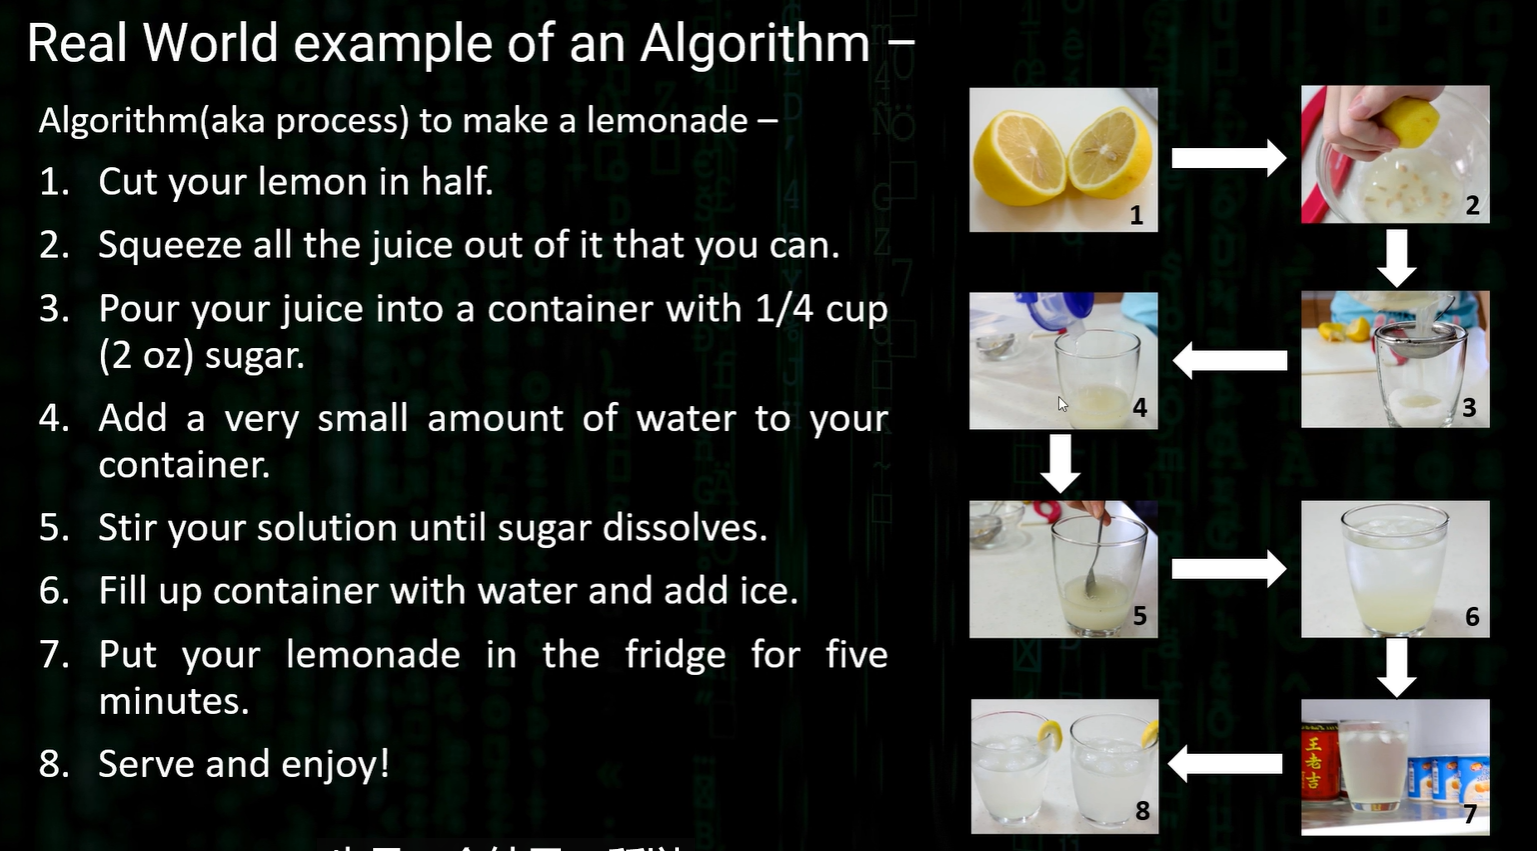 Real World example of an Algorithm –
Algorithm(aka process) to make a lemonade –
1. Cut your lemon in half.
2. Squeeze all the juice out of it that you can.
3. Pour your juice into a container with 1/4 cup
(2 oz) sugar.
4. Add a very small amount of water to your
container.
5. Stir your solution until sugar dissolves.
6. Fill up container with water and add ice.
7. Put your lemonade in the fridge for five
minutes.
8. Serve and enjoy!
1
2
4
3
5
6
王老吉
8
7